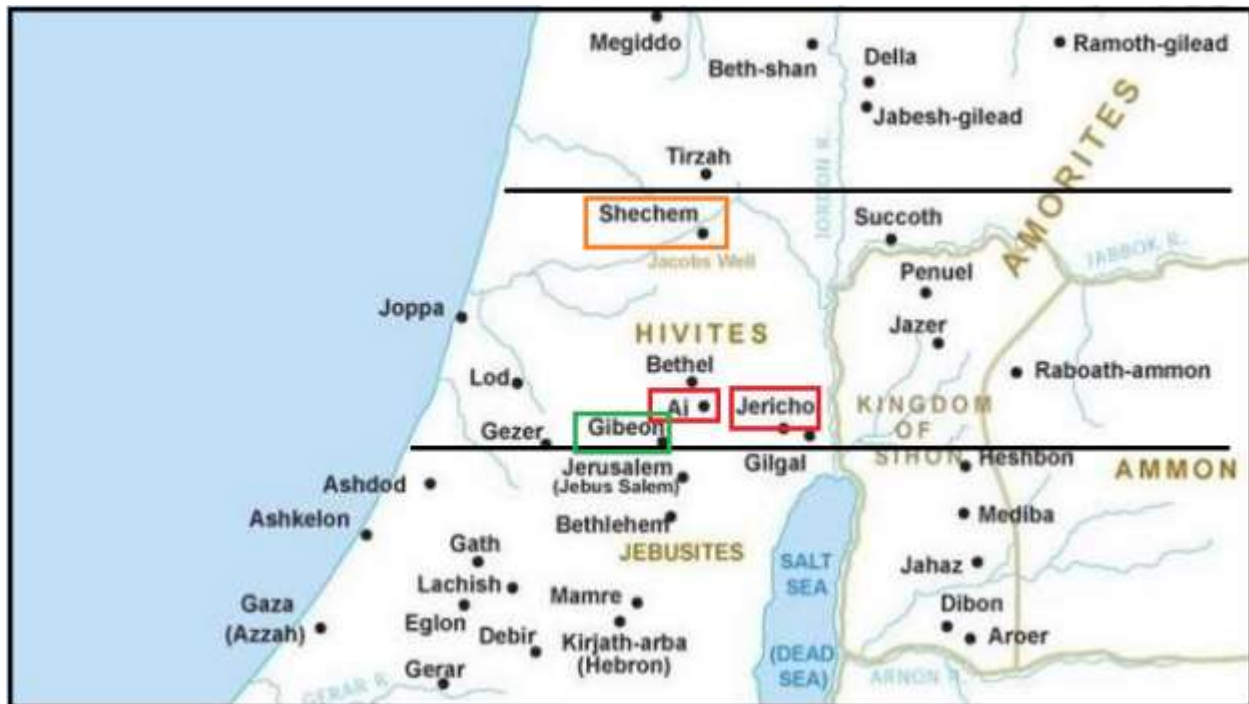 Megiddo
Beth-shan
Della
Ramoth-gilead
Jabesh-gilead
AMORITES
JORDON R.
Tirzah
Shechem
Jacobs Well
Succoth
JABBOK R.
Penuel
Joppa
Jazer
HIVITES
Bethel
Lod
Raboath-ammon
Ai
Jericho
KINGDOM
OF
SIHON
Gezer
Gibeon
Gilgal
Heshbon
AMMON
Jerusalem
(Jebus Salem)
Ashdod
Ashkelon
Bethlehem
Mediba
Gath
JEBUSITES
SALT
SEA
Jahaz
Lachish
Mamre
Gaza
(Azzah)
Eglon
Dibon
Debir
Kirjath-arba
(Hebron)
Aroer
(DEAD
SEA)
Gerar
GERAR R.
ARNON R.